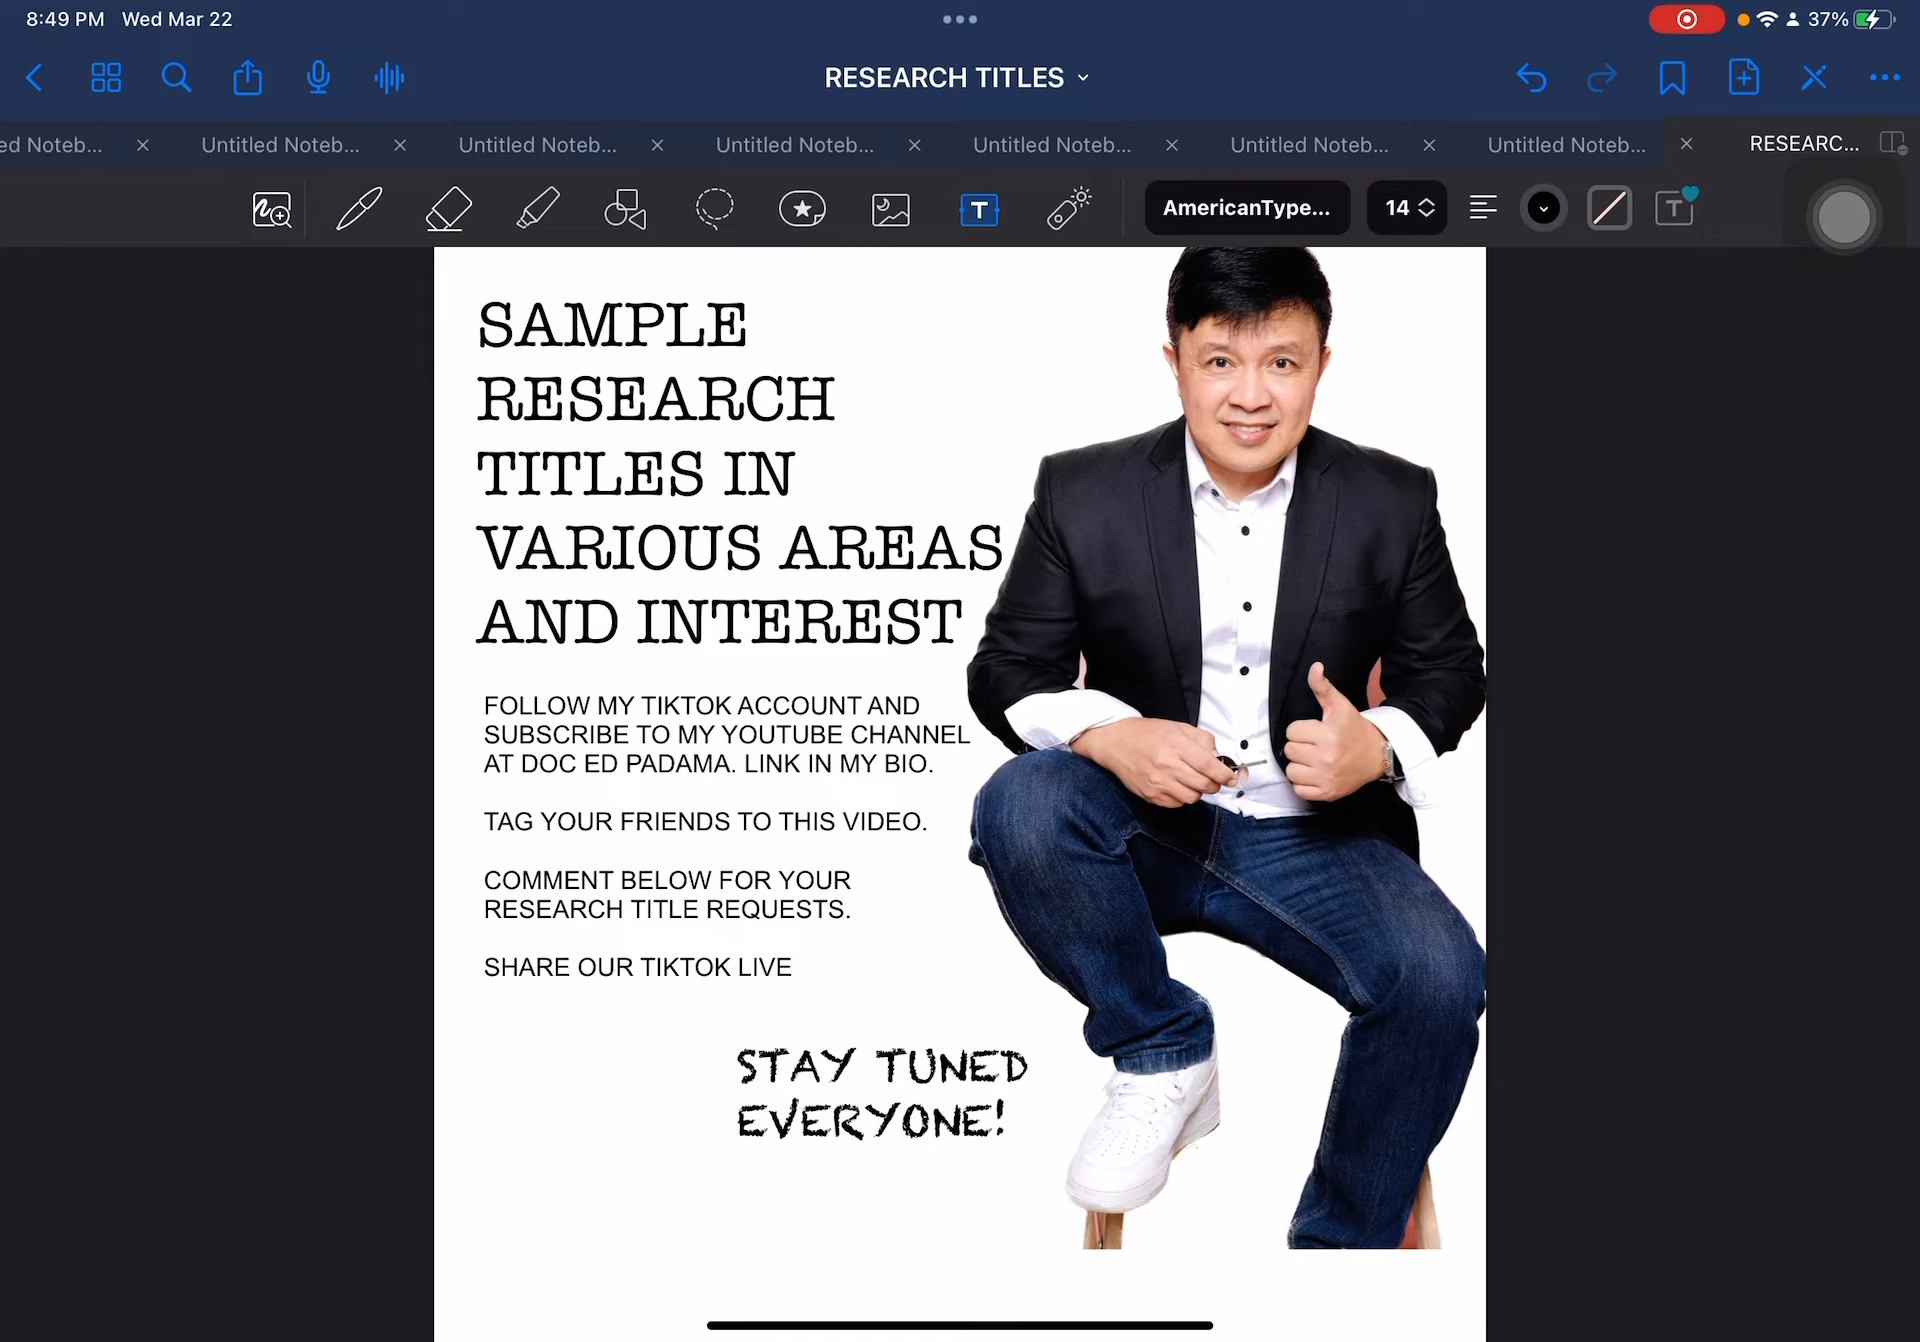 8:49 PM Wed Mar 22
37%
RESEARCH TITLES
ed Noteb...
Untitled Noteb...
Untitled Noteb...
Untitled Noteb...
Untitled Noteb...
Untitled Noteb...
Untitled Noteb...
RESEARC...
T
AmericanType...
14
T
SAMPLE
RESEARCH
TITLES IN
VARIOUS AREAS
AND INTEREST
FOLLOW MY TIKTOK ACCOUNT AND
SUBSCRIBE TO MY YOUTUBE CHANNEL
AT DOC ED PADAMA. LINK IN MY BIO.
TAG YOUR FRIENDS TO THIS VIDEO.
COMMENT BELOW FOR YOUR
RESEARCH TITLE REQUESTS.
SHARE OUR TIKTOK LIVE
STAY TUNED
EVERYONE!